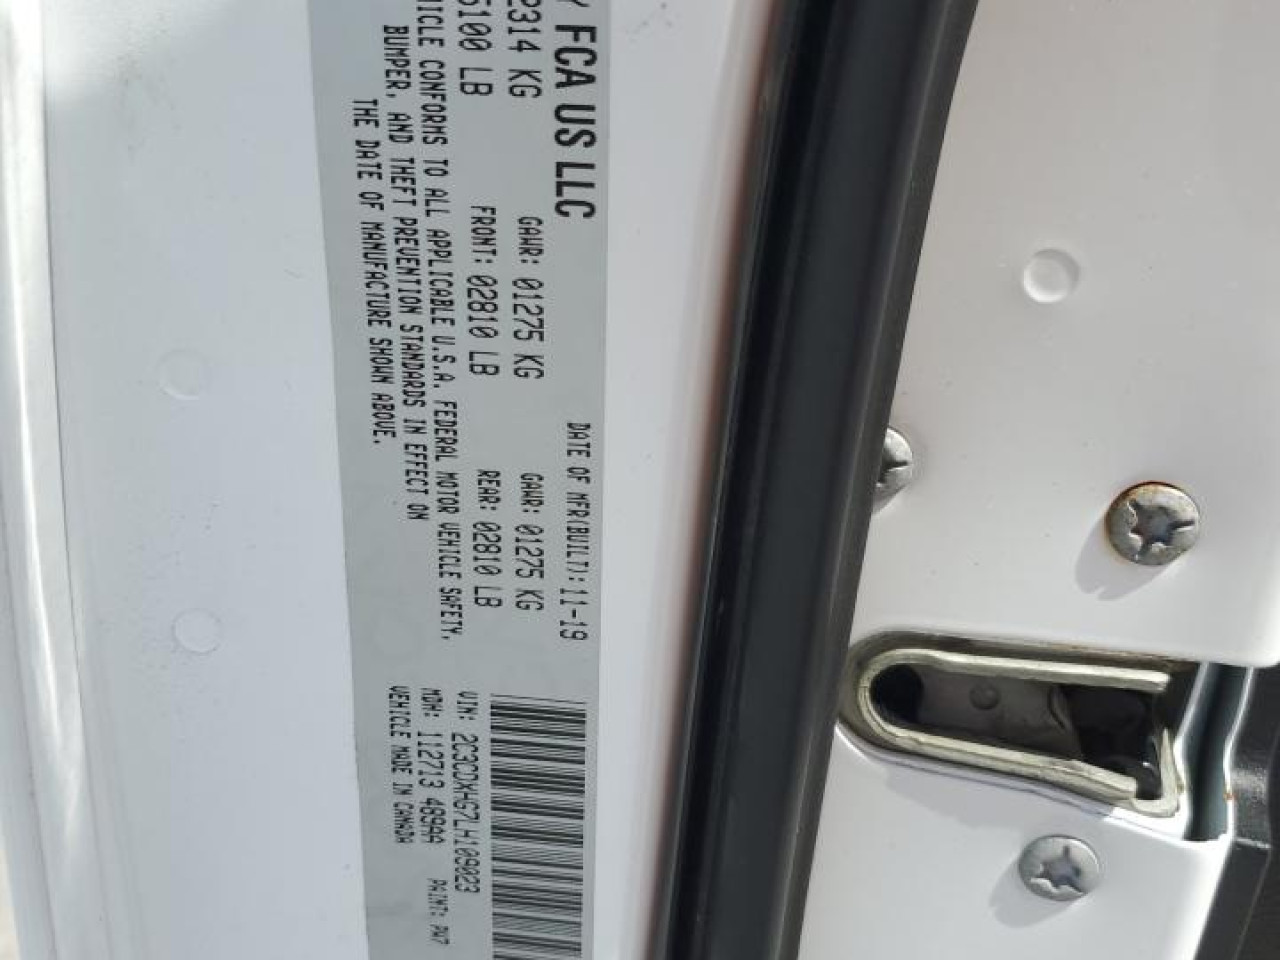 Y FCA US LLC
DATE OF MFR(BUILT): 11-19
2314 KG GAWR: 01275 KG GAWR: 01275 KG
5100 LB FRONT: 02810 LB REAR: 02810 LB
HICLE CONFORMS TO ALL APPLICABLE U.S.A. FEDERAL MOTOR VEHICLE SAFETY,
BUMPER, AND THEFT PREVENTION STANDARDS IN EFFECT ON
THE DATE OF MANUFACTURE SHOWN ABOVE.
VIN: 2C3CDXHG7LH109023
MDH: 112713 489AA PAINT: PW7
VEHICLE MADE IN CANADA